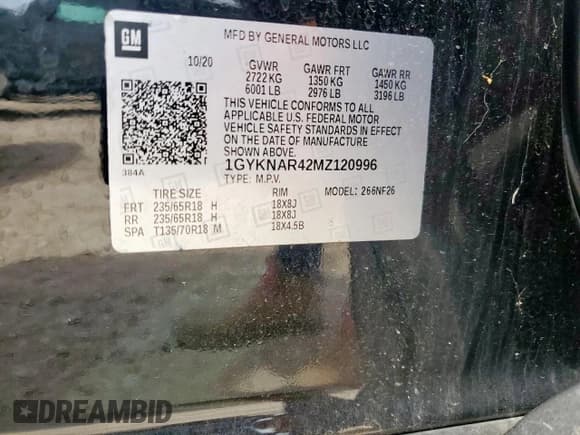 GM
MFD BY GENERAL MOTORS LLC
10/20 GVWR GAWR FRT GAWR RR
2722 KG 1350 KG 1450 KG
6001 LB 2976 LB 3196 LB
THIS VEHICLE CONFORMS TO ALL
APPLICABLE U.S. FEDERAL MOTOR
VEHICLE SAFETY STANDARDS IN EFFECT
ON THE DATE OF MANUFACTURE
SHOWN ABOVE.
384A
1GYKNAR42MZ120996
TYPE: M.P.V.
TIRE SIZE RIM MODEL: 266NF26
FRT 235/65R18 H 18X8J
RR 235/65R18 H 18X8J
SPA T135/70R18 M 18X4.5B
DREAMBID